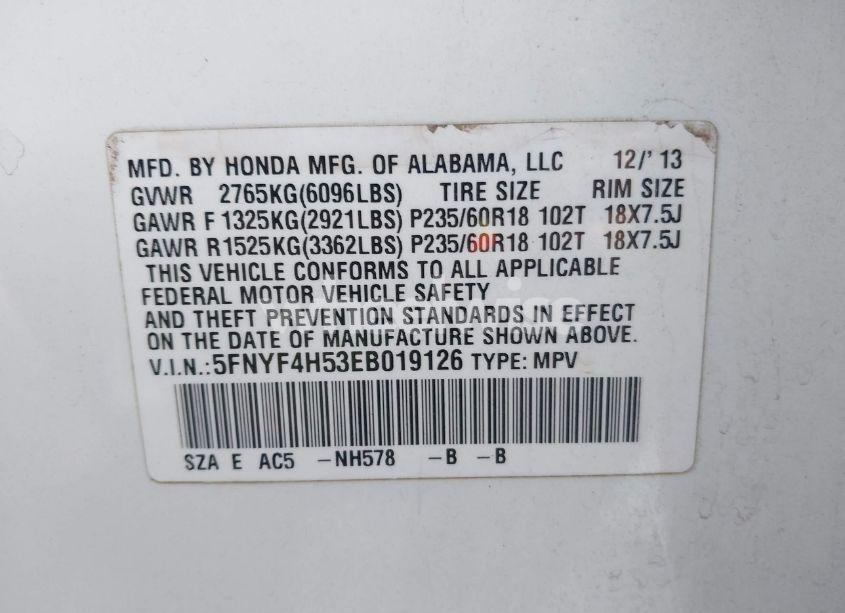 MFD. BY HONDA MFG. OF ALABAMA, LLC 12/'13
GVWR 2765KG(6096LBS) TIRE SIZE RIM SIZE
GAWR F 1325KG(2921LBS) P235/60R18 102T 18X7.5J
GAWR R 1525KG(3362LBS) P235/60R18 102T 18X7.5J
THIS VEHICLE CONFORMS TO ALL APPLICABLE
FEDERAL MOTOR VEHICLE SAFETY
AND THEFT PREVENTION STANDARDS IN EFFECT
ON THE DATE OF MANUFACTURE SHOWN ABOVE.
V.I.N.:5FNYF4H53EB019126 TYPE: MPV
SZA E AC5 -NH578 -B -B